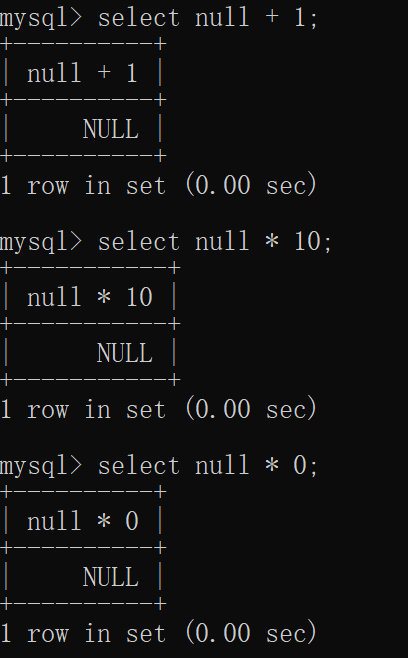 mysql> select null + 1;
+----------+
| null + 1 |
+----------+
|     NULL |
+----------+
1 row in set (0.00 sec)

mysql> select null * 10;
+-----------+
| null * 10 |
+-----------+
|      NULL |
+-----------+
1 row in set (0.00 sec)

mysql> select null * 0;
+----------+
| null * 0 |
+----------+
|     NULL |
+----------+
1 row in set (0.00 sec)